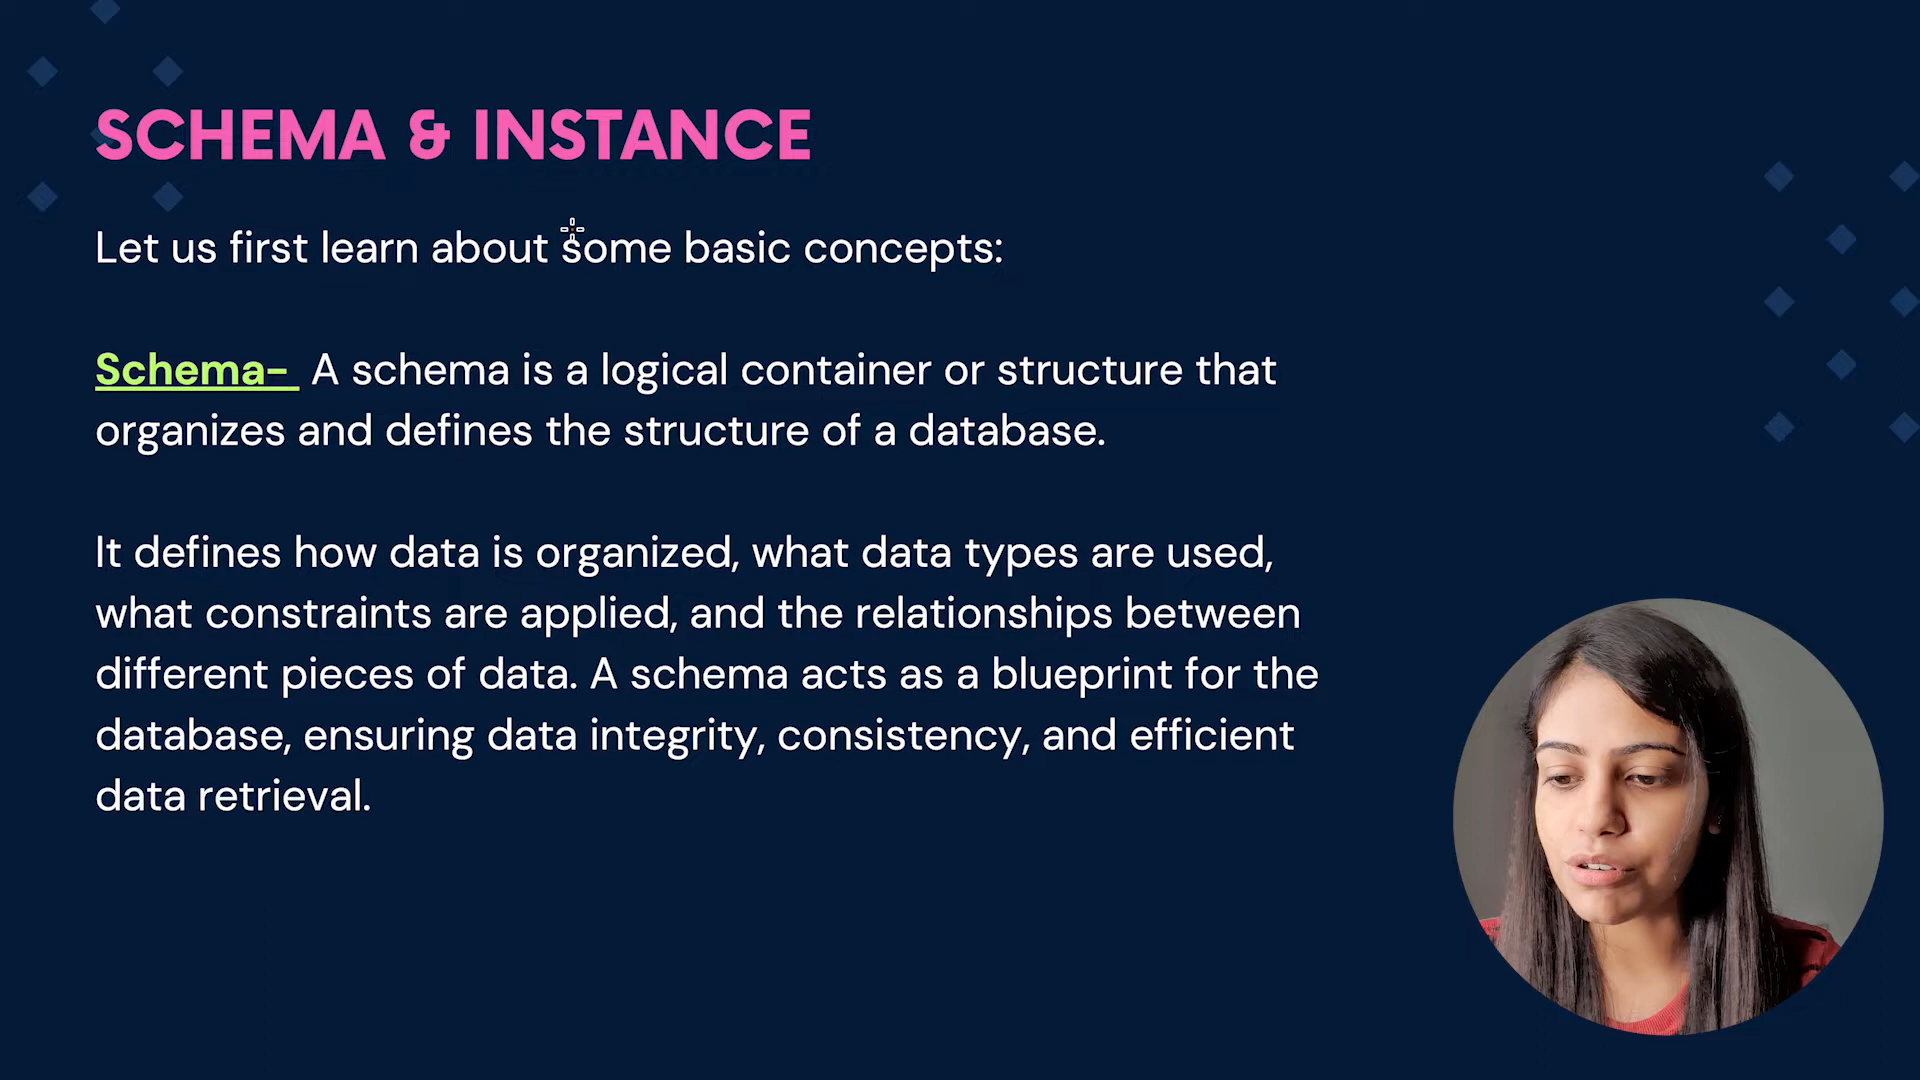 SCHEMA & INSTANCE
Let us first learn about some basic concepts:
Schema- A schema is a logical container or structure that
organizes and defines the structure of a database.
It defines how data is organized, what data types are used,
what constraints are applied, and the relationships between
different pieces of data. A schema acts as a blueprint for the
database, ensuring data integrity, consistency, and efficient
data retrieval.